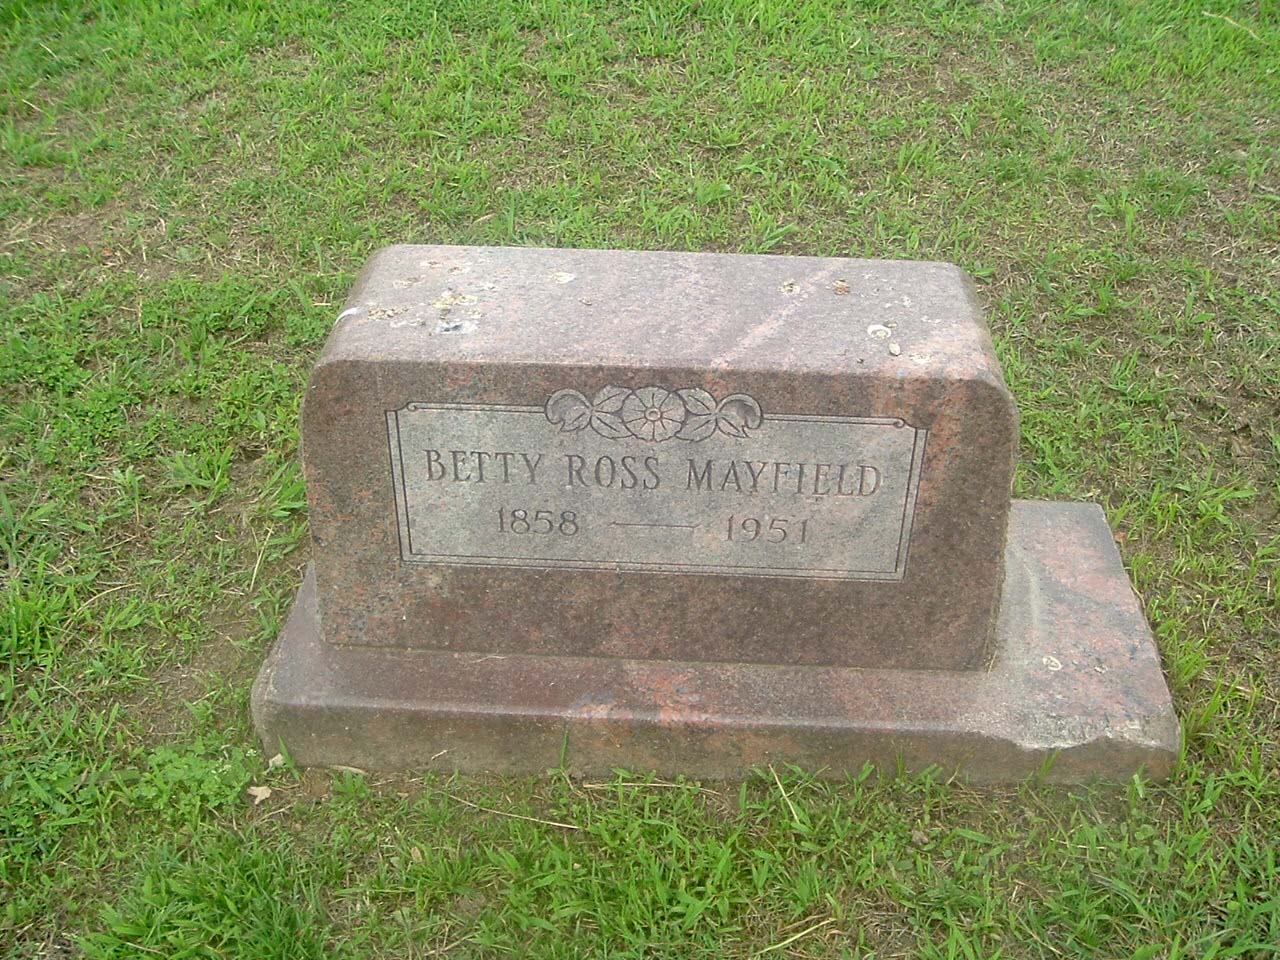 BETTY ROSS MAYFIELD
1858 — 1951